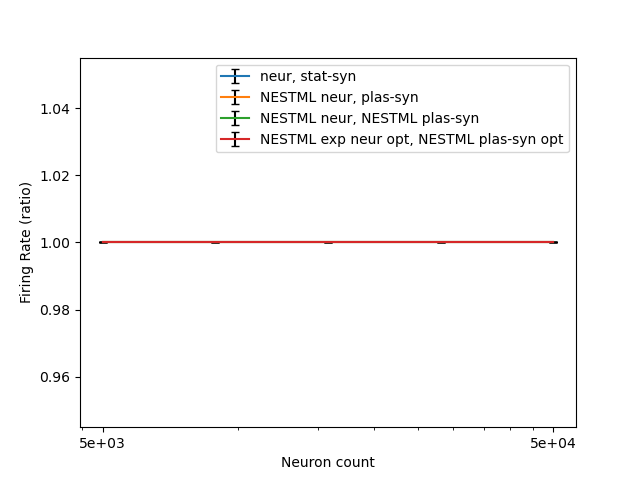 neur, stat-syn
NESTML neur, plas-syn
NESTML neur, NESTML plas-syn
NESTML exp neur opt, NESTML plas-syn opt
1.04
1.02
1.00
0.98
0.96
Firing Rate (ratio)
5e+03
5e+04
Neuron count